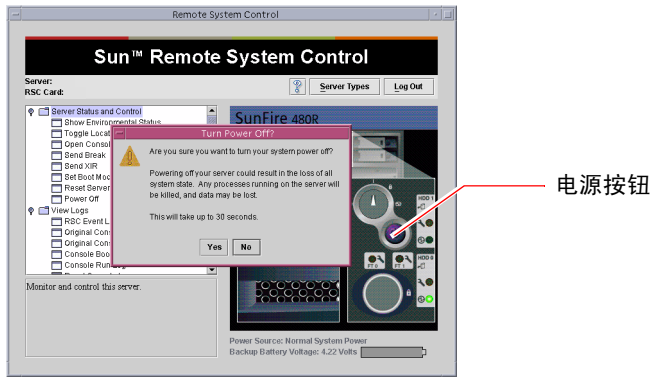 Remote System Control
Sun™ Remote System Control
Server:
RSC Card:
Server Types
Log Out
Server Status and Control
Show Environmental Status
Toggle Locat
Open Consol
Send Break
Send XIR
Set Boot Mod
Reset Server
Power Off
View Logs
RSC Event L
Original Cons
Original Cons
Console Boo
Console Run Log
SunFire 480R
Turn Power Off?
Are you sure you want to turn your system power off?
Powering off your server could result in the loss of all
system state. Any processes running on the server will
be killed, and data may be lost.
This will take up to 30 seconds.
Yes
No
HDD 1
HDD 0
FT 0
FT 1
电源按钮
Monitor and control this server.
Power Source: Normal System Power
Backup Battery Voltage: 4.22 Volts